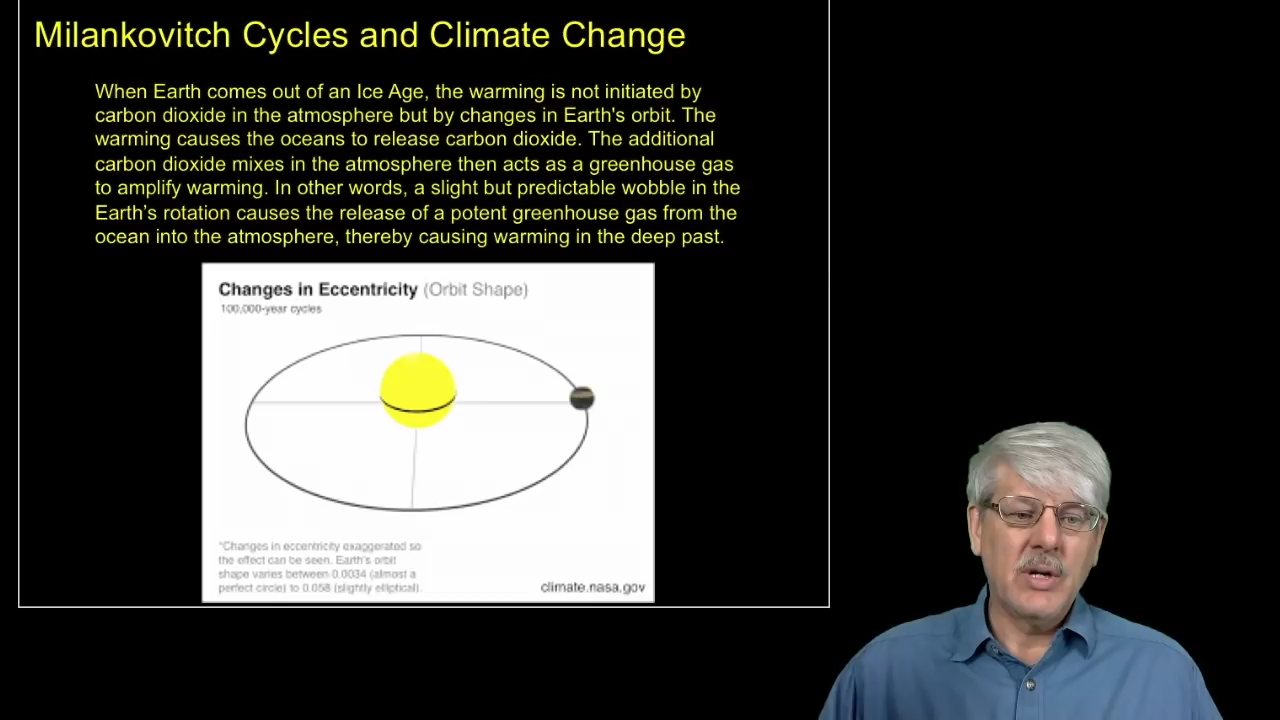 Milankovitch Cycles and Climate Change
When Earth comes out of an Ice Age, the warming is not initiated by
carbon dioxide in the atmosphere but by changes in Earth's orbit. The
warming causes the oceans to release carbon dioxide. The additional
carbon dioxide mixes in the atmosphere then acts as a greenhouse gas
to amplify warming. In other words, a slight but predictable wobble in the
Earth's rotation causes the release of a potent greenhouse gas from the
ocean into the atmosphere, thereby causing warming in the deep past.
Changes in Eccentricity (Orbit Shape)
100,000-year cycles
*Changes in eccentricity exaggerated so
the effect can be seen. Earth's orbit
shape varies between 0.0034 (almost a
perfect circle) to 0.058 (slightly elliptical).
climate.nasa.gov